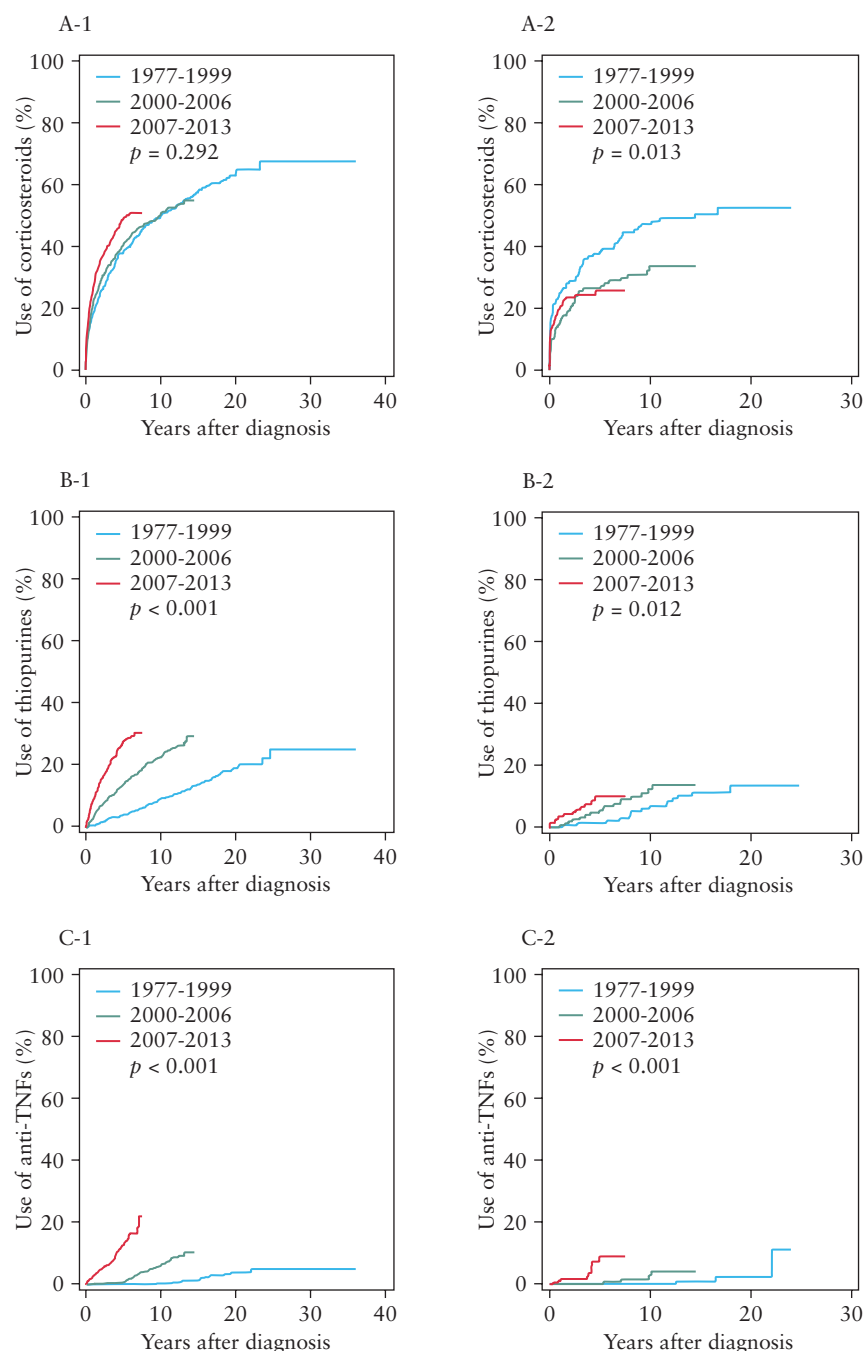 A-1
Use of corticosteroids (%)
100
80
60
40
20
0
1977-1999
2000-2006
2007-2013
p = 0.292
0 10 20 30 40
Years after diagnosis
A-2
Use of corticosteroids (%)
100
80
60
40
20
0
1977-1999
2000-2006
2007-2013
p = 0.013
0 10 20 30
Years after diagnosis
B-1
Use of thiopurines (%)
100
80
60
40
20
0
1977-1999
2000-2006
2007-2013
p < 0.001
0 10 20 30 40
Years after diagnosis
B-2
Use of thiopurines (%)
100
80
60
40
20
0
1977-1999
2000-2006
2007-2013
p = 0.012
0 10 20 30
Years after diagnosis
C-1
Use of anti-TNFs (%)
100
80
60
40
20
0
1977-1999
2000-2006
2007-2013
p < 0.001
0 10 20 30 40
Years after diagnosis
C-2
Use of anti-TNFs (%)
100
80
60
40
20
0
1977-1999
2000-2006
2007-2013
p < 0.001
0 10 20 30
Years after diagnosis